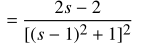 = \frac{2s - 2}{[(s - 1)^2 + 1]^2}